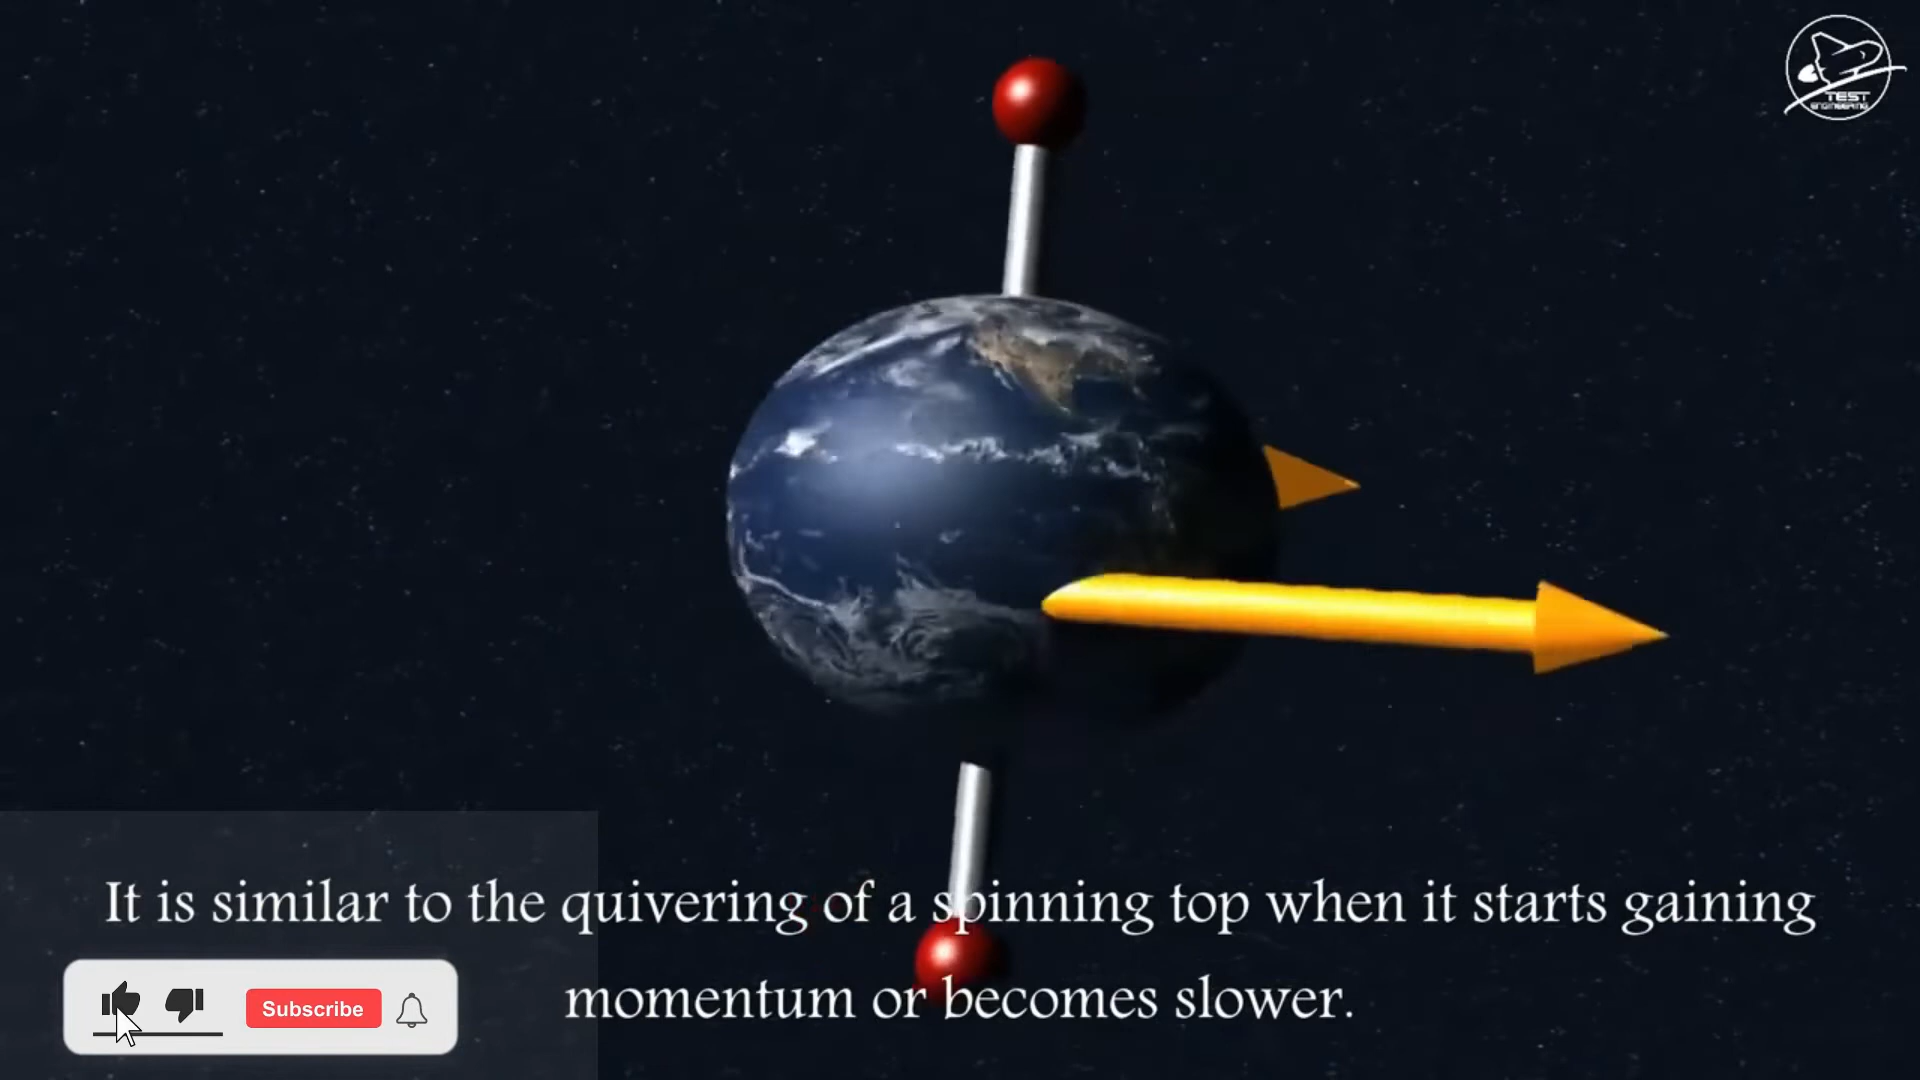 TEST
ENGINEERING
It is similar to the quivering of a spinning top when it starts gaining
momentum or becomes slower.
Subscribe